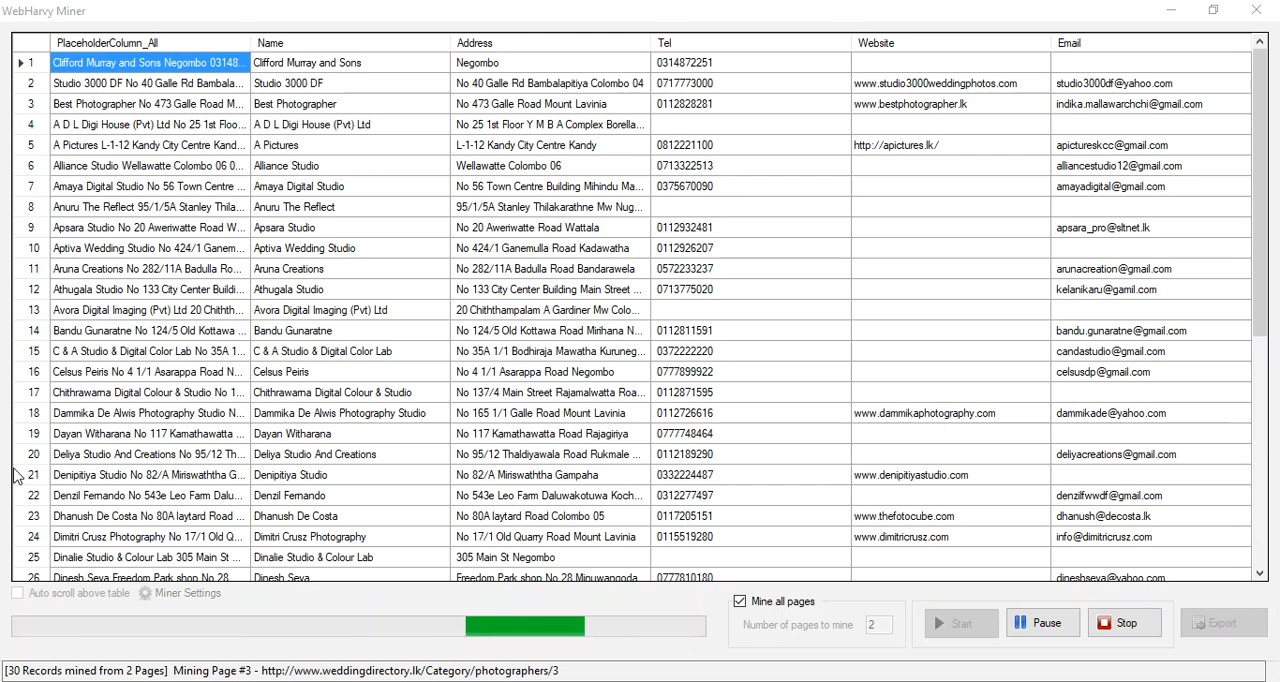 WebHarvy Miner
PlaceholderColumn_All Name Address Tel Website Email
1 Clifford Murray and Sons Negombo 03148... Clifford Murray and Sons Negombo 0314872251
2 Studio 3000 DF No 40 Galle Rd Bambala... Studio 3000 DF No 40 Galle Rd Bambalapitiya Colombo 04 0717773000 www.studio3000weddingphotos.com studio3000df@yahoo.com
3 Best Photographer No 473 Galle Road M... Best Photographer No 473 Galle Road Mount Lavinia 0112828281 www.bestphotographer.lk indika.mallawarchchi@gmail.com
4 A D L Digi House (Pvt) Ltd No 25 1st Floo... A D L Digi House (Pvt) Ltd No 25 1st Floor Y M B A Complex Borella...
5 A Pictures L-1-12 Kandy City Centre Kand... A Pictures L-1-12 Kandy City Centre Kandy 0812221100 http://apictures.lk/ apictureskcc@gmail.com
6 Alliance Studio Wellawatte Colombo 06 0... Alliance Studio Wellawatte Colombo 06 0713322513 alliancestudio12@gmail.com
7 Amaya Digital Studio No 56 Town Centre ... Amaya Digital Studio No 56 Town Centre Building Mihindu Ma... 0375670090 amayadigital@gmail.com
8 Anuru The Reflect 95/1/5A Stanley Thila... Anuru The Reflect 95/1/5A Stanley Thilakarathne Mw Nug...
9 Apsara Studio No 20 Aweriwatte Road W... Apsara Studio No 20 Aweriwatte Road Wattala 0112932481 apsara_pro@sltnet.lk
10 Aptiva Wedding Studio No 424/1 Ganem... Aptiva Wedding Studio No 424/1 Ganemulla Road Kadawatha 0112926207
11 Aruna Creations No 282/11A Badulla Ro... Aruna Creations No 282/11A Badulla Road Bandarawela 0572233237 arunacreation@gmail.com
12 Athugala Studio No 133 City Center Buildi... Athugala Studio No 133 City Center Building Main Street ... 0713775020 kelanikaru@gamil.com
13 Avora Digital Imaging (Pvt) Ltd 20 Chithth... Avora Digital Imaging (Pvt) Ltd 20 Chiththampalam A Gardiner Mw Colo...
14 Bandu Gunaratne No 124/5 Old Kottawa ... Bandu Gunaratne No 124/5 Old Kottawa Road Mirihana N... 0112811591 bandu.gunaratne@gmail.com
15 C & A Studio & Digital Color Lab No 35A 1... C & A Studio & Digital Color Lab No 35A 1/1 Bodhiraja Mawatha Kuruneg... 0372222220 candastudio@gmail.com
16 Celsus Peiris No 4 1/1 Asarappa Road N... Celsus Peiris No 4 1/1 Asarappa Road Negombo 0777899922 celsusdp@gmail.com
17 Chithrawarna Digital Colour & Studio No 1... Chithrawarna Digital Colour & Studio No 137/4 Main Street Rajamalwatta Roa... 0112871595
18 Dammika De Alwis Photography Studio N... Dammika De Alwis Photography Studio No 165 1/1 Galle Road Mount Lavinia 0112726616 www.dammikaphotography.com dammikade@yahoo.com
19 Dayan Witharana No 117 Kamathawatta ... Dayan Witharana No 117 Kamathawatta Road Rajagiriya 0777748464
20 Deliya Studio And Creations No 95/12 Th... Deliya Studio And Creations No 95/12 Thaldiyawala Road Rukmale ... 0112189290 deliyacreations@gmail.com
21 Denipitiya Studio No 82/A Miriswaththa G... Denipitiya Studio No 82/A Miriswaththa Gampaha 0332224487 www.denipitiyastudio.com
22 Denzil Fernando No 543e Leo Farm Dalu... Denzil Fernando No 543e Leo Farm Daluwakotuwa Koch... 0312277497 denzilfwwdf@gmail.com
23 Dhanush De Costa No 80A laytard Road ... Dhanush De Costa No 80A laytard Road Colombo 05 0117205151 www.thefotocube.com dhanush@decosta.lk
24 Dimitri Crusz Photography No 17/1 Old Q... Dimitri Crusz Photography No 17/1 Old Quarry Road Mount Lavinia 0115519280 www.dimitricrusz.com info@dimitricrusz.com
25 Dinalie Studio & Colour Lab 305 Main St ... Dinalie Studio & Colour Lab 305 Main St Negombo
26 Dinesh Seya Freedom Park shop No 28 ... Dinesh Seya Freedom Park shop No 28 Minuwangoda ... 0777810180 dineshseya@yahoo.com
Auto scroll above table Miner Settings
Mine all pages
Number of pages to mine 2
Start Pause Stop Export
[30 Records mined from 2 Pages] Mining Page #3 - http://www.weddingdirectory.lk/Category/photographers/3